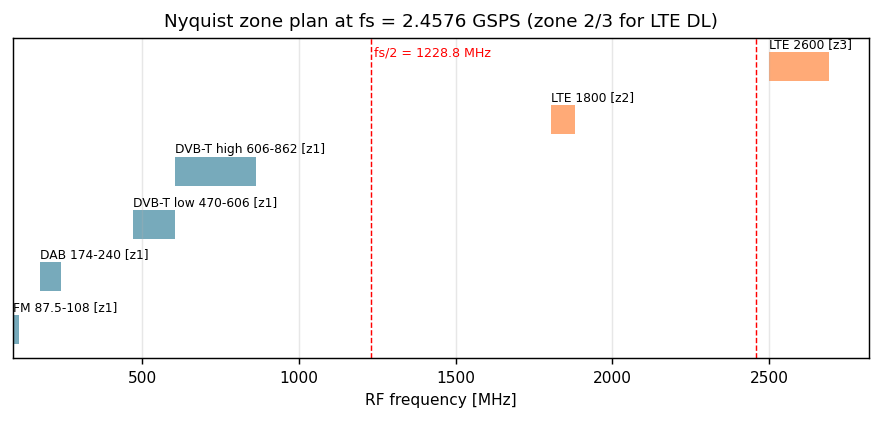 Nyquist zone plan at fs = 2.4576 GSPS (zone 2/3 for LTE DL)
LTE 2600 [z3]
fs/2 = 1228.8 MHz
LTE 1800 [z2]
DVB-T high 606-862 [z1]
DVB-T low 470-606 [z1]
DAB 174-240 [z1]
FM 87.5-108 [z1]
500 1000 1500 2000 2500
RF frequency [MHz]